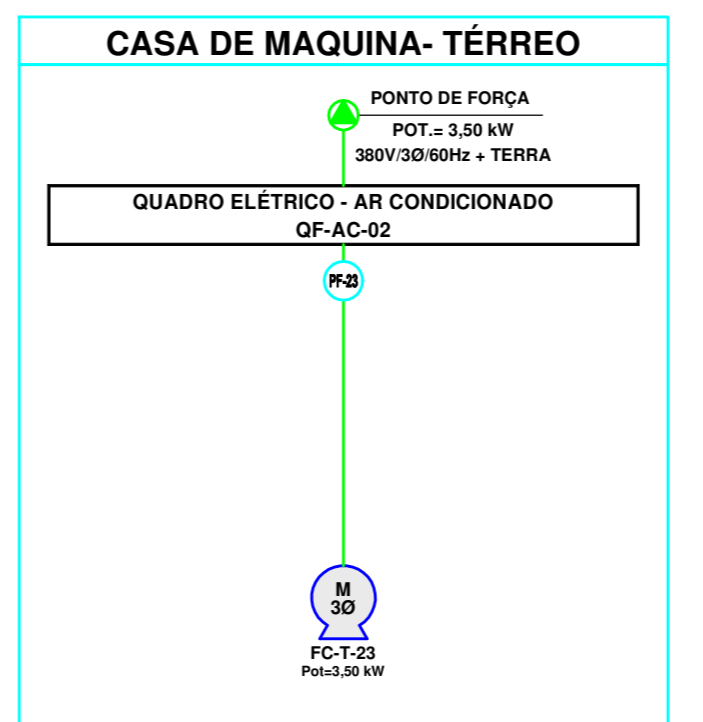 CASA DE MAQUINA- TÉRREO
PONTO DE FORÇA
POT.= 3,50 kW
380V/3Ø/60Hz + TERRA
QUADRO ELÉTRICO - AR CONDICIONADO
QF-AC-02
PF-23
M
3Ø
FC-T-23
Pot=3,50 kW